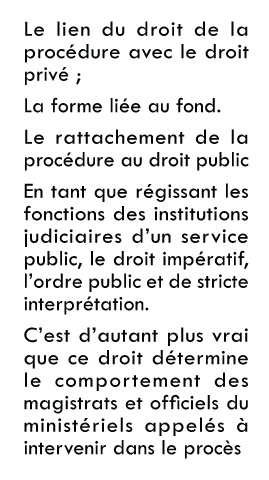 Le lien du droit de la
procédure avec le droit
privé ;
La forme liée au fond.
Le rattachement de la
procédure au droit public
En tant que régissant les
fonctions des institutions
judiciaires d’un service
public, le droit impératif,
l’ordre public et de stricte
interprétation.
C’est d’autant plus vrai
que ce droit détermine
le comportement des
magistrats et officiels du
ministériels appelés à
intervenir dans le procès